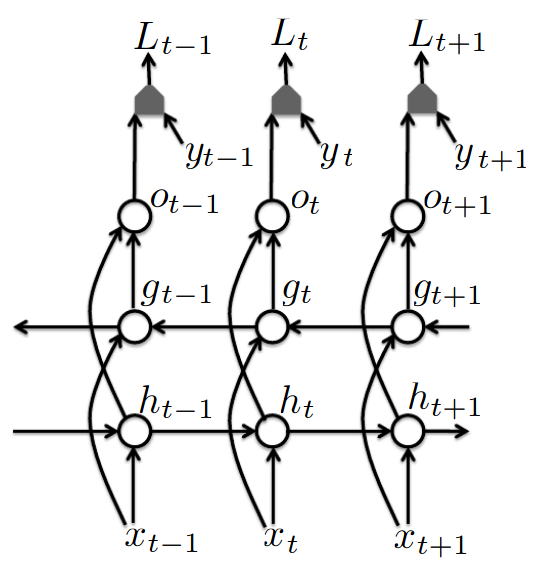 L_{t-1} L_t L_{t+1}
y_{t-1} y_t y_{t+1}
o_{t-1} o_t o_{t+1}
g_{t-1} g_t g_{t+1}
h_{t-1} h_t h_{t+1}
x_{t-1} x_t x_{t+1}